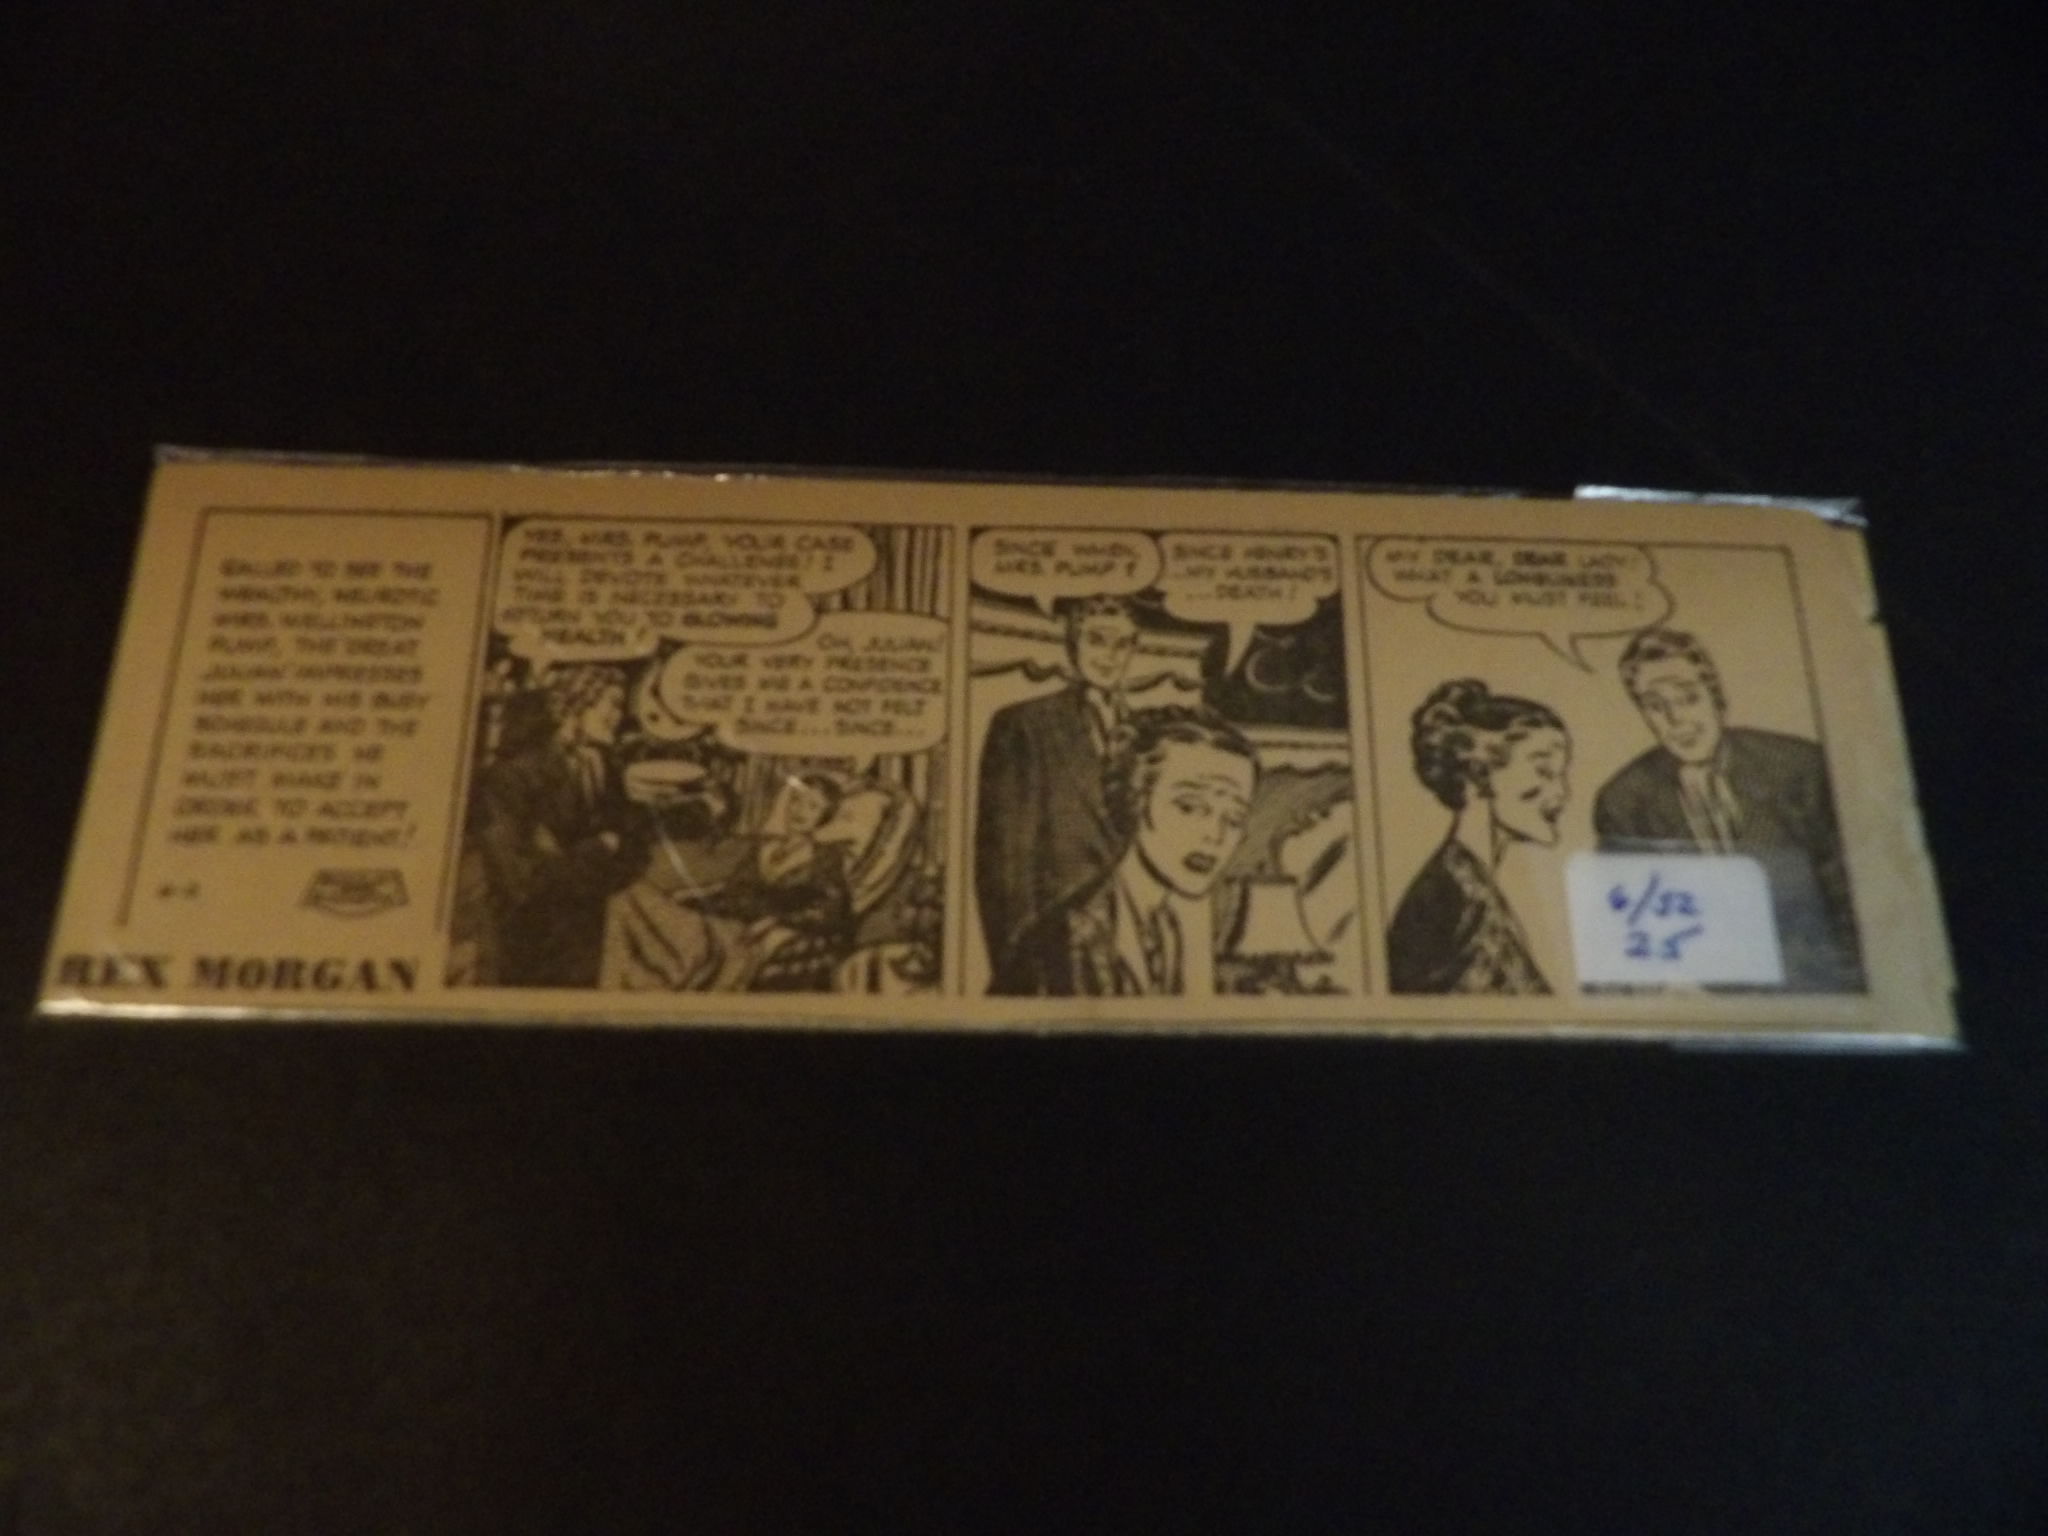 CALLED TO SEE THE
WEALTHY, NEUROTIC
MRS. WELLINGTON
PUMP, THE GREAT
JULIAN IMPRESSES
HER WITH HIS BUSY
SCHEDULE AND THE
SACRIFICES HE
MUST MAKE IN
ORDER TO ACCEPT
HER AS A PATIENT!
REX MORGAN
YES, MRS. PUMP, YOUR CASE
PRESENTS A CHALLENGE! I
WILL DEVOTE WHATEVER
TIME IS NECESSARY TO
RETURN YOU TO GLOWING
HEALTH!
OH, JULIAN!
YOUR VERY PRESENCE
GIVES ME A CONFIDENCE
THAT I HAVE NOT FELT
SINCE... SINCE...
SINCE WHEN,
MRS. PUMP?
SINCE HENRY'S
...MY HUSBAND'S
...DEATH!
MY DEAR, DEAR LADY!
WHAT A LONELINESS
YOU MUST FEEL!
6/52
25